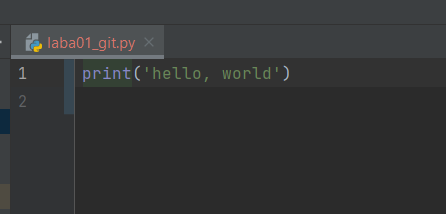 laba01_git.py
1 print('hello, world')
2